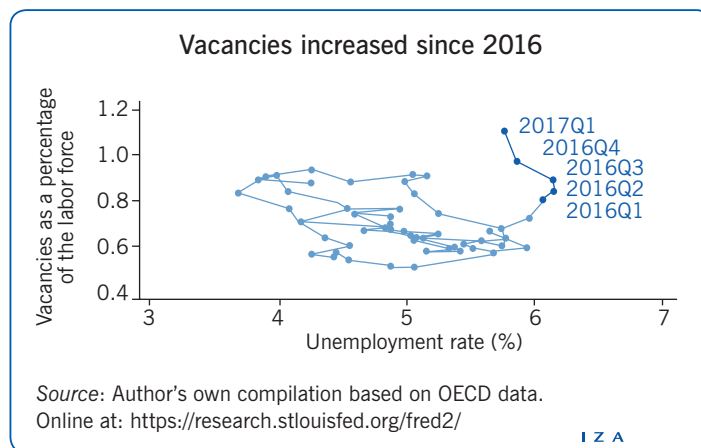 Vacancies increased since 2016
Vacancies as a percentage
of the labor force
1.2
1.0
0.8
0.6
0.4
2017Q1
2016Q4
2016Q3
2016Q2
2016Q1
3
4
5
6
7
Unemployment rate (%)
Source: Author's own compilation based on OECD data.
Online at: https://research.stlouisfed.org/fred2/
I Z A